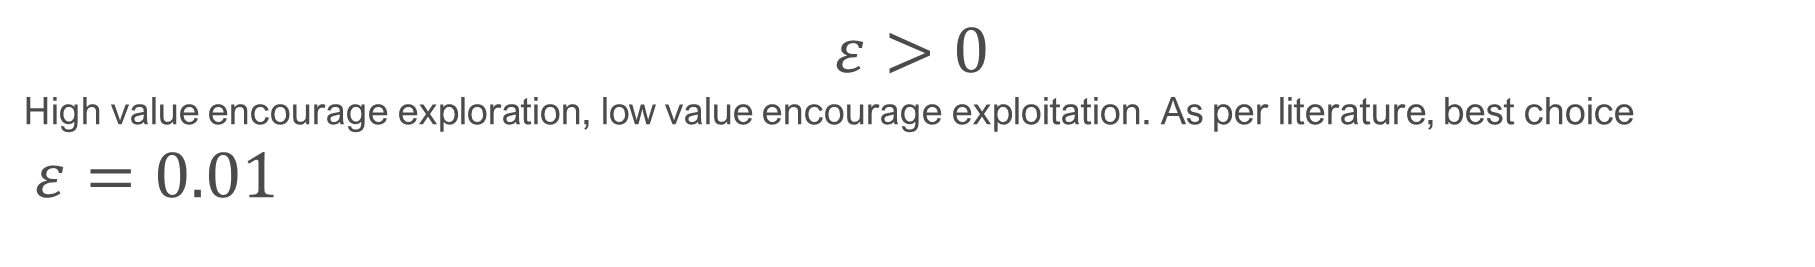 ε > 0
High value encourage exploration, low value encourage exploitation. As per literature, best choice
ε = 0.01